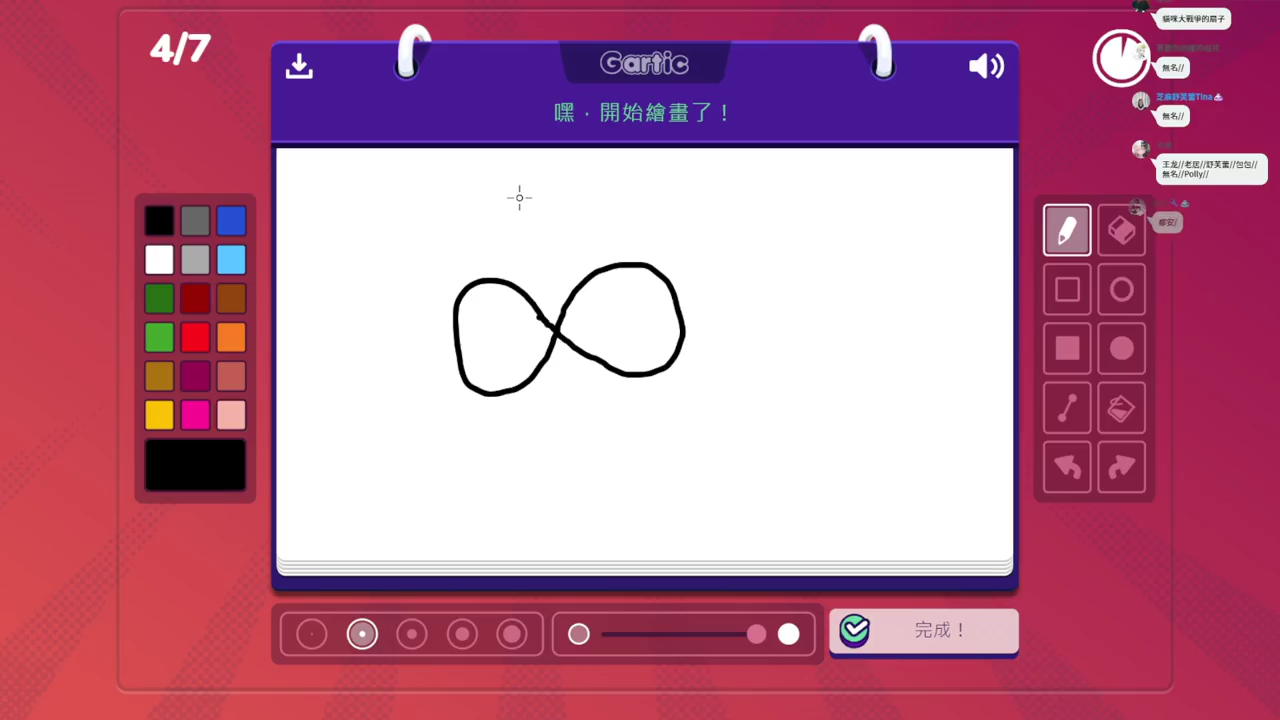 4/7
Gartic
嘿，開始繪畫了！
完成！
貓咪大戰爭的扇子
無名//
芝麻舒芙蕾Tina
無名//
王龙//老屁//舒芙蕾//包包//
無名//Polly//